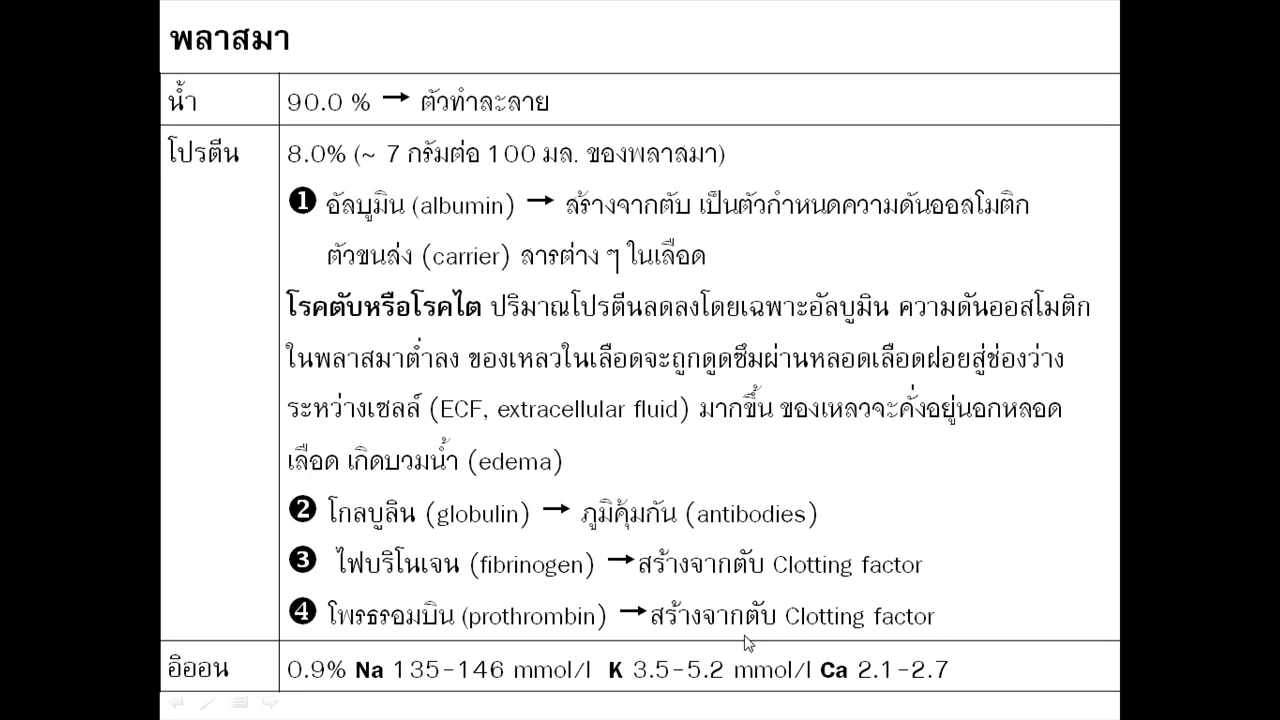 พลาสมา
น้ำ 90.0 % → ตัวทำละลาย
โปรตีน 8.0% (~ 7 กรัมต่อ 100 มล. ของพลาสมา)
❶ อัลบูมิน (albumin) → สร้างจากตับ เป็นตัวกำหนดความดันออสโมติก
ตัวขนส่ง (carrier) สารต่าง ๆ ในเลือด
โรคตับหรือโรคไต ปริมาณโปรตีนลดลงโดยเฉพาะอัลบูมิน ความดันออสโมติก
ในพลาสมาต่ำลง ของเหลวในเลือดจะถูกดูดซึมผ่านหลอดเลือดฝอยสู่ช่องว่าง
ระหว่างเซลล์ (ECF, extracellular fluid) มากขึ้น ของเหลวจะคั่งอยู่นอกหลอด
เลือด เกิดบวมน้ำ (edema)
❷ โกลบูลิน (globulin) → ภูมิคุ้มกัน (antibodies)
❸ ไฟบริโนเจน (fibrinogen) →สร้างจากตับ Clotting factor
❹ โพรธรอมบิน (prothrombin) →สร้างจากตับ Clotting factor
อิออน 0.9% Na 135-146 mmol/l K 3.5-5.2 mmol/l Ca 2.1-2.7